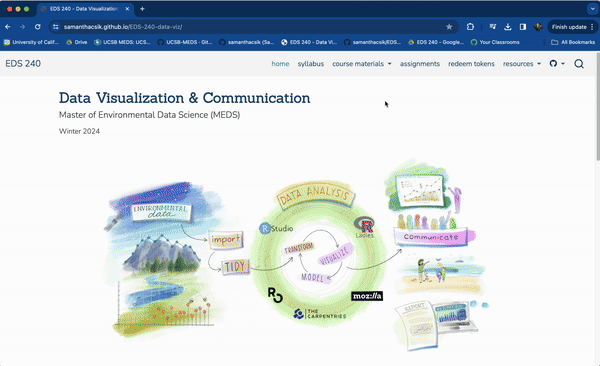 EDS 240 - Data Visualization
samanthacsik.github.io/EDS-240-data-viz/
Finish update
University of Calif...
Drive
UCSB MEDS: UCS...
UCSB-MEDS · Git...
samanthacsik (Sa...
EDS 240 - Data Vi...
samanthacsik/EDS...
EDS 240 - Google...
Your Classrooms
All Bookmarks
EDS 240
home
syllabus
course materials
assignments
redeem tokens
resources
Data Visualization & Communication
Master of Environmental Data Science (MEDS)
Winter 2024
ENVIRONMENTAL
data
import
TIDY
DATA ANALYSIS
R Studio
R
Ladies
TRANSFORM
VISUALIZE
MODEL
moz://a
THE
CARPENTRIES
communicate
REPORT